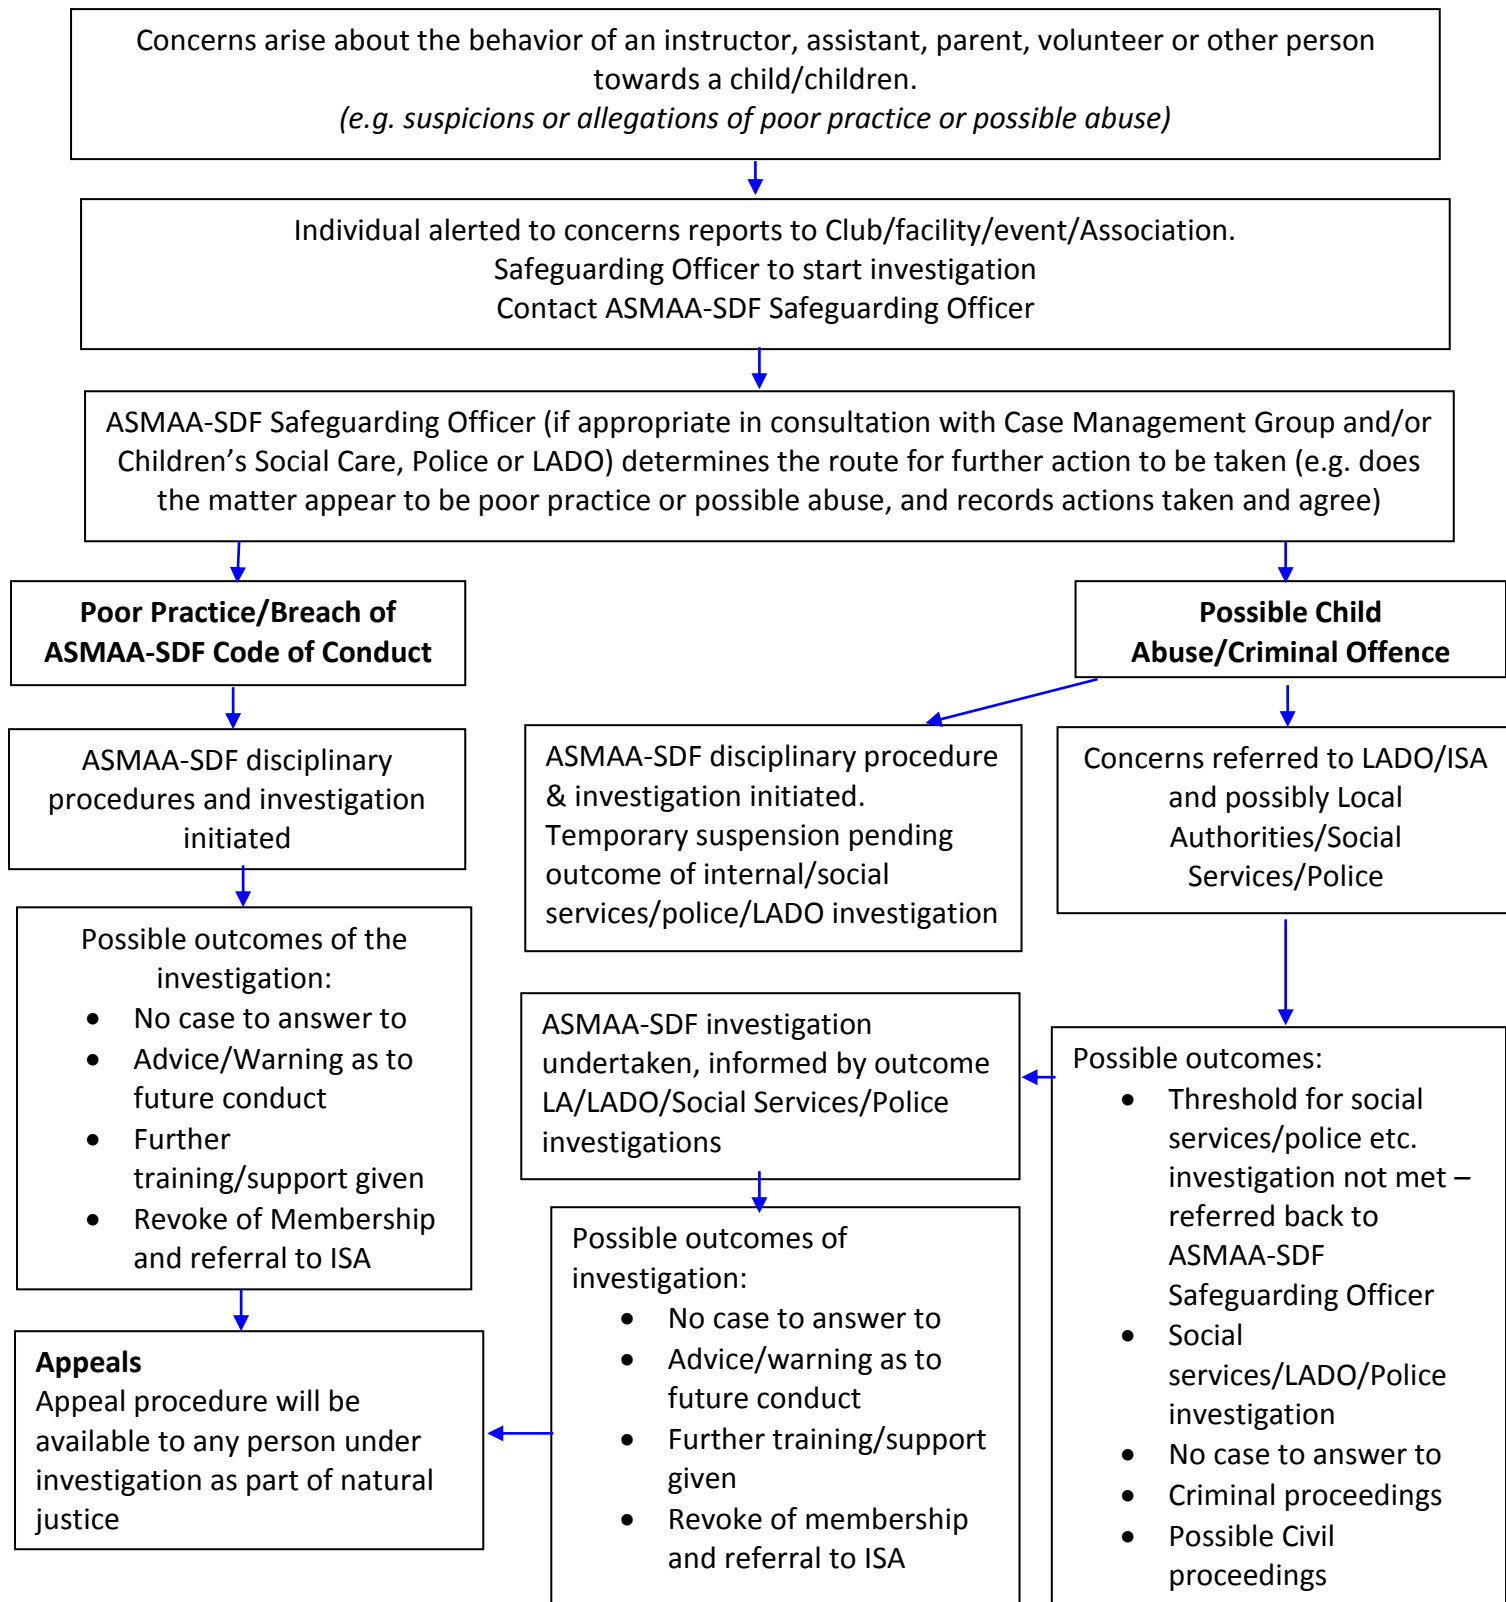 Concerns arise about the behavior of an instructor, assistant, parent, volunteer or other person
towards a child/children.
(e.g. suspicions or allegations of poor practice or possible abuse)
Individual alerted to concerns reports to Club/facility/event/Association.
Safeguarding Officer to start investigation
Contact ASMAA-SDF Safeguarding Officer
ASMAA-SDF Safeguarding Officer (if appropriate in consultation with Case Management Group and/or
Children’s Social Care, Police or LADO) determines the route for further action to be taken (e.g. does
the matter appear to be poor practice or possible abuse, and records actions taken and agree)
Poor Practice/Breach of
ASMAA-SDF Code of Conduct
Possible Child
Abuse/Criminal Offence
ASMAA-SDF disciplinary
procedures and investigation
initiated
ASMAA-SDF disciplinary procedure
& investigation initiated.
Temporary suspension pending
outcome of internal/social
services/police/LADO investigation
Concerns referred to LADO/ISA
and possibly Local
Authorities/Social
Services/Police
Possible outcomes of the
investigation:
• No case to answer to
• Advice/Warning as to
future conduct
• Further
training/support given
• Revoke of Membership
and referral to ISA
ASMAA-SDF investigation
undertaken, informed by outcome
LA/LADO/Social Services/Police
investigations
Possible outcomes:
• Threshold for social
services/police etc.
investigation not met –
referred back to
ASMAA-SDF
Safeguarding Officer
• Social
services/LADO/Police
investigation
• No case to answer to
• Criminal proceedings
• Possible Civil
proceedings
Possible outcomes of
investigation:
• No case to answer to
• Advice/warning as to
future conduct
• Further training/support
given
• Revoke of membership
and referral to ISA
Appeals
Appeal procedure will be
available to any person under
investigation as part of natural
justice